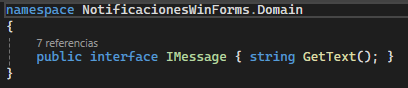 namespace NotificacionesWinForms.Domain
{
7 referencias
public interface IMessage { string GetText(); }
}